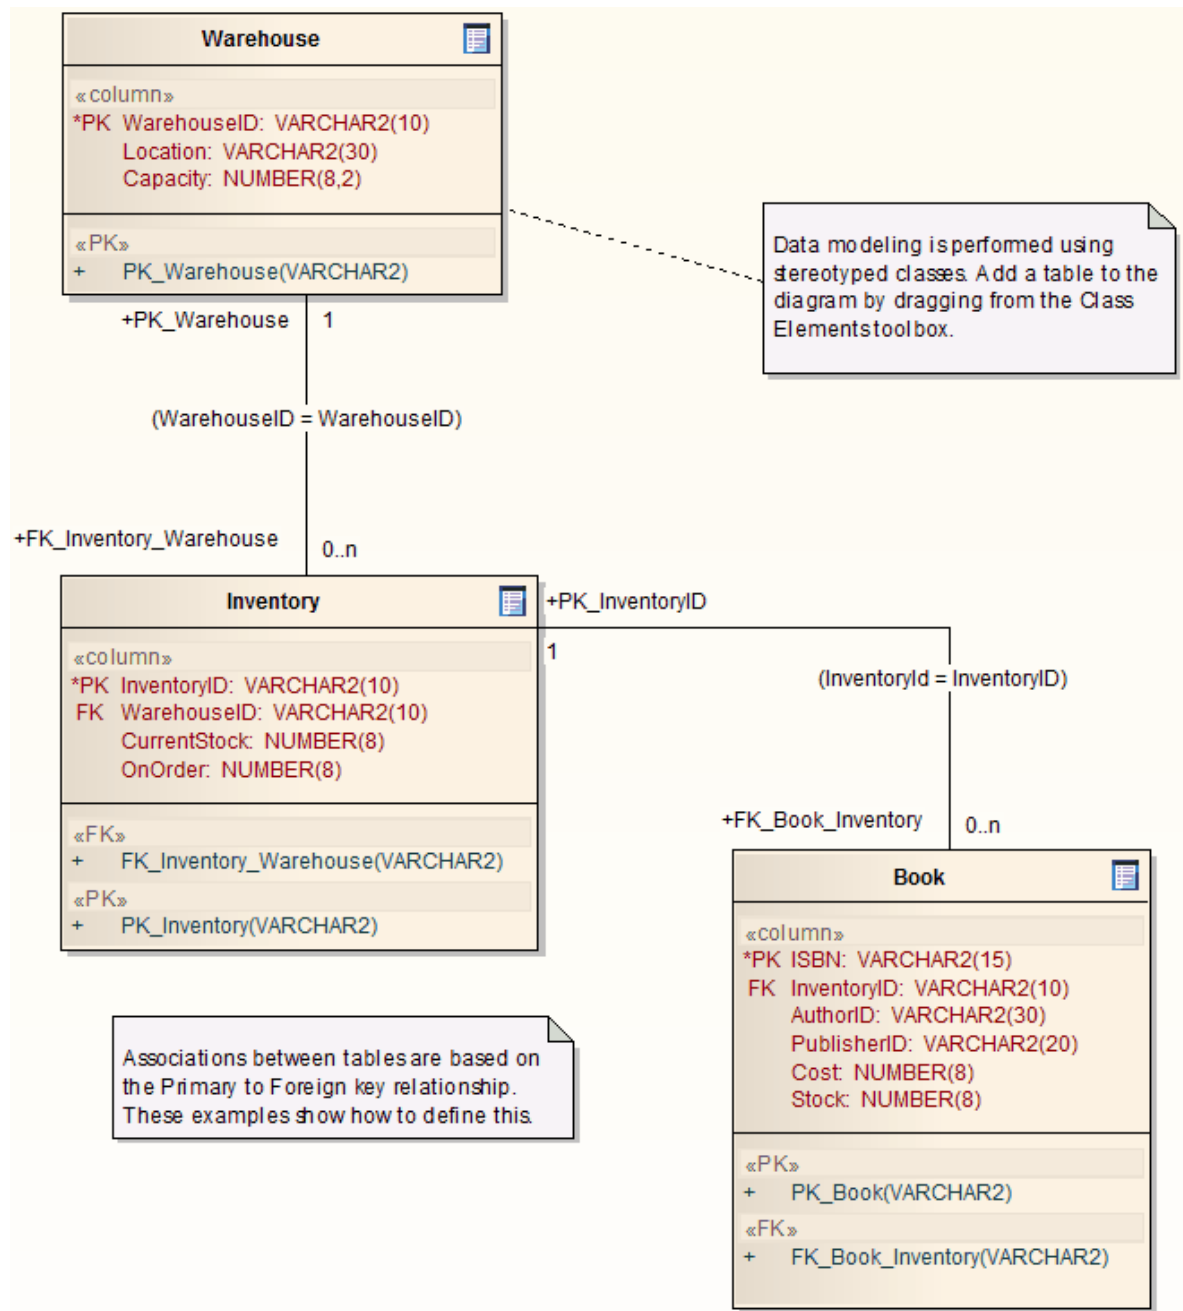 Warehouse
«column»
*PK WarehouseID: VARCHAR2(10)
Location: VARCHAR2(30)
Capacity: NUMBER(8,2)
«PK»
+ PK_Warehouse(VARCHAR2)
Data modeling is performed using
stereotyped classes. Add a table to the
diagram by dragging from the Class
Elements toolbox.
+PK_Warehouse 1
(WarehouseID = WarehouseID)
+FK_Inventory_Warehouse 0..n
Inventory
«column»
*PK InventoryID: VARCHAR2(10)
FK WarehouseID: VARCHAR2(10)
CurrentStock: NUMBER(8)
OnOrder: NUMBER(8)
«FK»
+ FK_Inventory_Warehouse(VARCHAR2)
«PK»
+ PK_Inventory(VARCHAR2)
+PK_InventoryID
1
(InventoryId = InventoryID)
+FK_Book_Inventory 0..n
Book
«column»
*PK ISBN: VARCHAR2(15)
FK InventoryID: VARCHAR2(10)
AuthorID: VARCHAR2(30)
PublisherID: VARCHAR2(20)
Cost: NUMBER(8)
Stock: NUMBER(8)
«PK»
+ PK_Book(VARCHAR2)
«FK»
+ FK_Book_Inventory(VARCHAR2)
Associations between tables are based on
the Primary to Foreign key relationship.
These examples show how to define this.